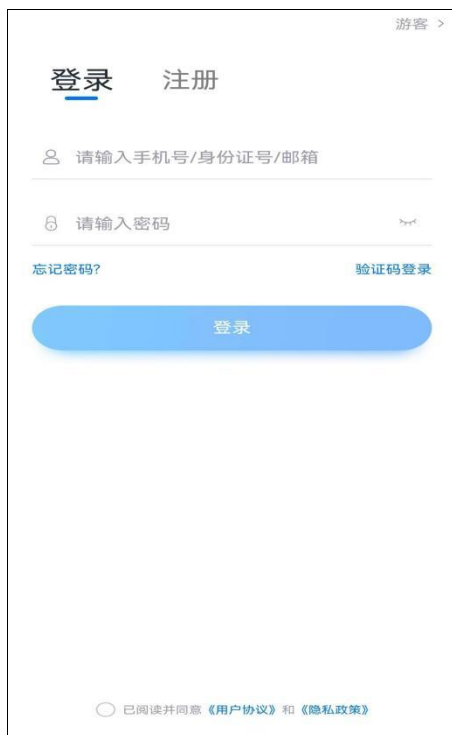 游客 >
登录 注册
请输入手机号/身份证号/邮箱
请输入密码
忘记密码? 验证码登录
登录
已阅读并同意《用户协议》和《隐私政策》